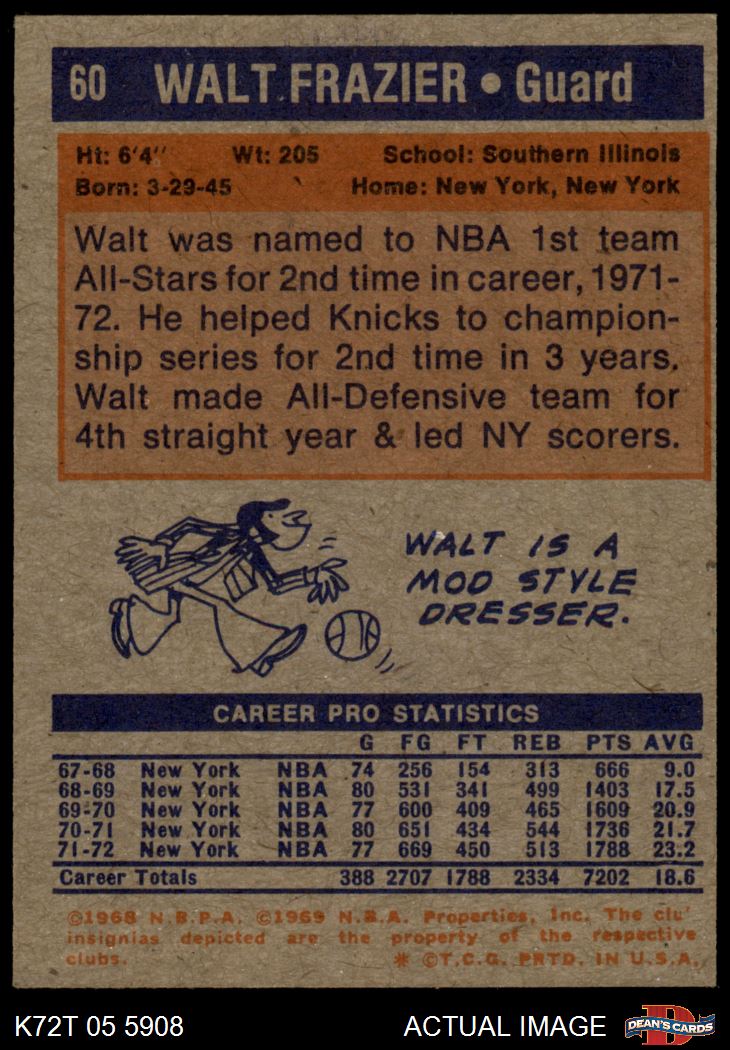 60 WALT FRAZIER • Guard
Ht: 6'4'' Wt: 205 School: Southern Illinois
Born: 3-29-45 Home: New York, New York
Walt was named to NBA 1st team
All-Stars for 2nd time in career, 1971-
72. He helped Knicks to champion-
ship series for 2nd time in 3 years.
Walt made All-Defensive team for
4th straight year & led NY scorers.
WALT IS A
MOD STYLE
DRESSER.
CAREER PRO STATISTICS
G FG FT REB PTS AVG
67-68 New York NBA 74 256 154 313 666 9.0
68-69 New York NBA 80 531 341 499 1403 17.5
69-70 New York NBA 77 600 409 465 1609 20.9
70-71 New York NBA 80 651 434 544 1736 21.7
71-72 New York NBA 77 669 450 513 1788 23.2
Career Totals 388 2707 1788 2334 7202 18.6
©1968 N.B.P.A. ©1969 N.B.A. Properties, Inc. The clu'
insignias depicted are the property of the respective
clubs. * ©T.C.G. PRTD. IN U.S.A.
K72T 05 5908 ACTUAL IMAGE D DEAN'S CARDS